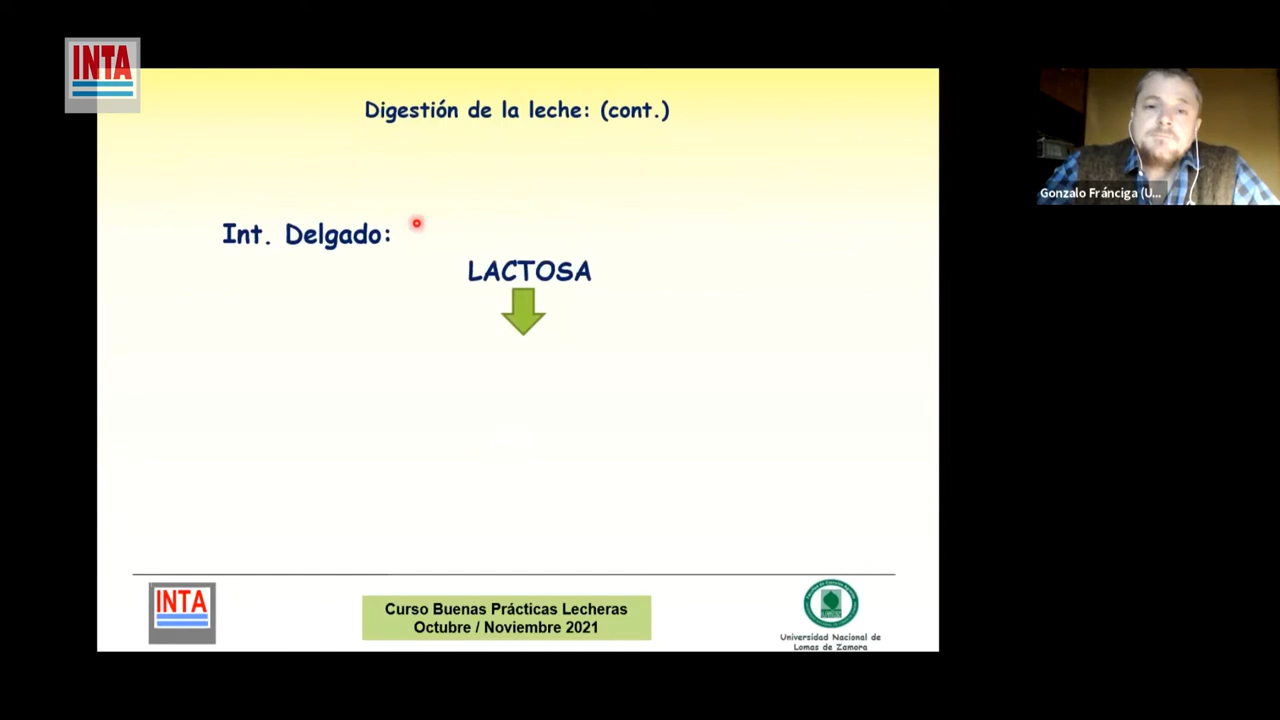 INTA
Digestión de la leche: (cont.)
Int. Delgado:
LACTOSA
Gonzalo Fránciga (U...
INTA
Curso Buenas Prácticas Lecheras
Octubre / Noviembre 2021
Universidad Nacional de
Lomas de Zamora